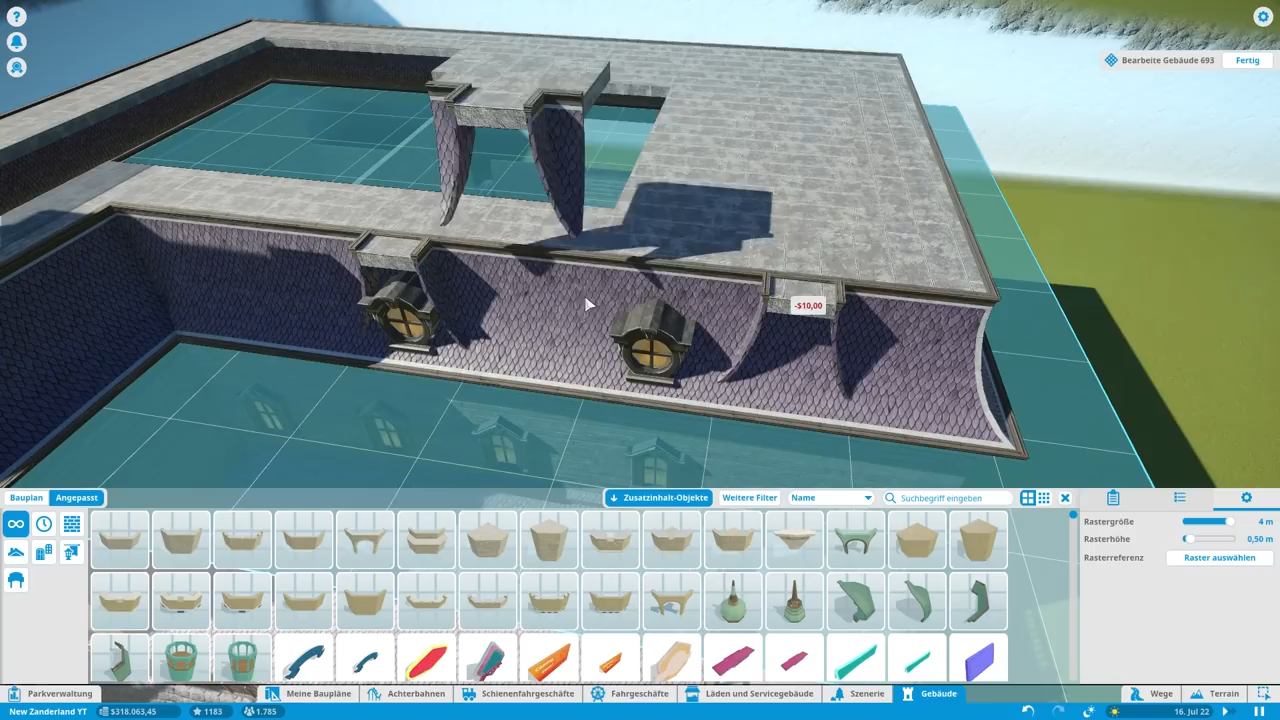 ?
Bearbeite Gebäude 693
Fertig
-$10,00
Bauplan
Angepasst
Zusatzinhalt-Objekte
Weitere Filter
Name
Suchbegriff eingeben
Rastergröße
4 m
Rasterhöhe
0,50 m
Rasterreferenz
Raster auswählen
Parkverwaltung
Meine Baupläne
Achterbahnen
Schienenfahrgeschäfte
Fahrgeschäfte
Läden und Servicegebäude
Szenerie
Gebäude
Wege
Terrain
New Zanderland YT
$318.063,45
1183
1.785
16. Jul 22